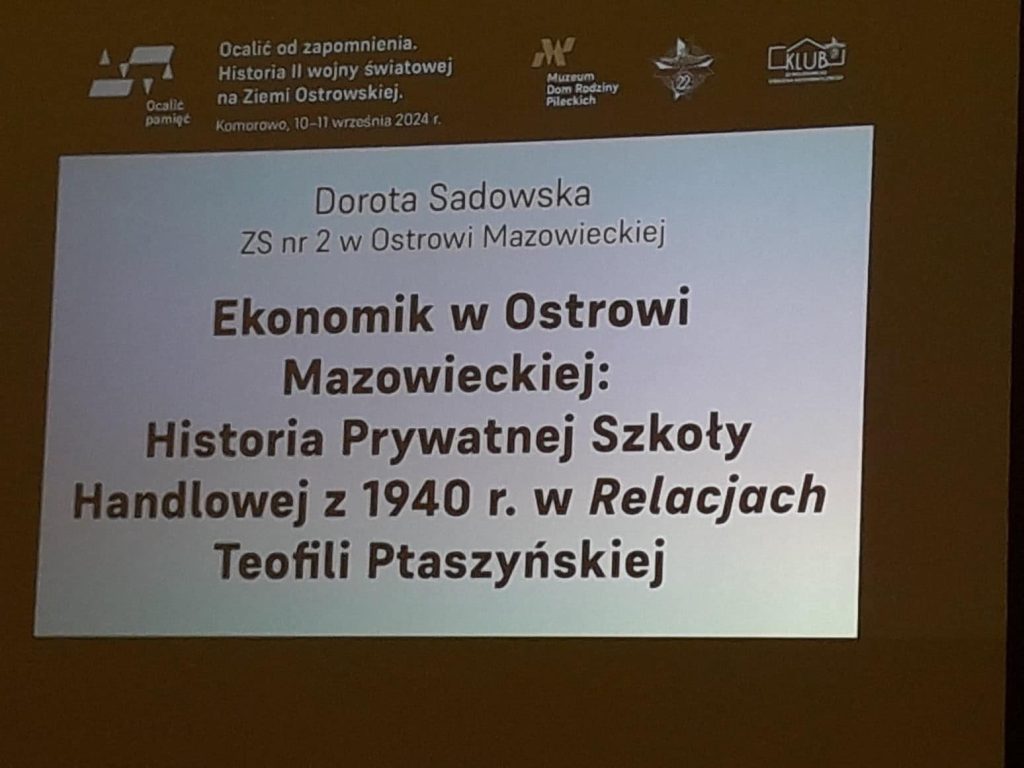 Ocalić od zapomnienia.
Historia II wojny światowej
na Ziemi Ostrowskiej.
Komorowo, 10–11 września 2024 r.
Ocalić
pamięć
Muzeum
Dom Rodziny
Pileckich
22
KLUB
Dorota Sadowska
ZS nr 2 w Ostrowi Mazowieckiej
Ekonomik w Ostrowi
Mazowieckiej:
Historia Prywatnej Szkoły
Handlowej z 1940 r. w Relacjach
Teofili Ptaszyńskiej